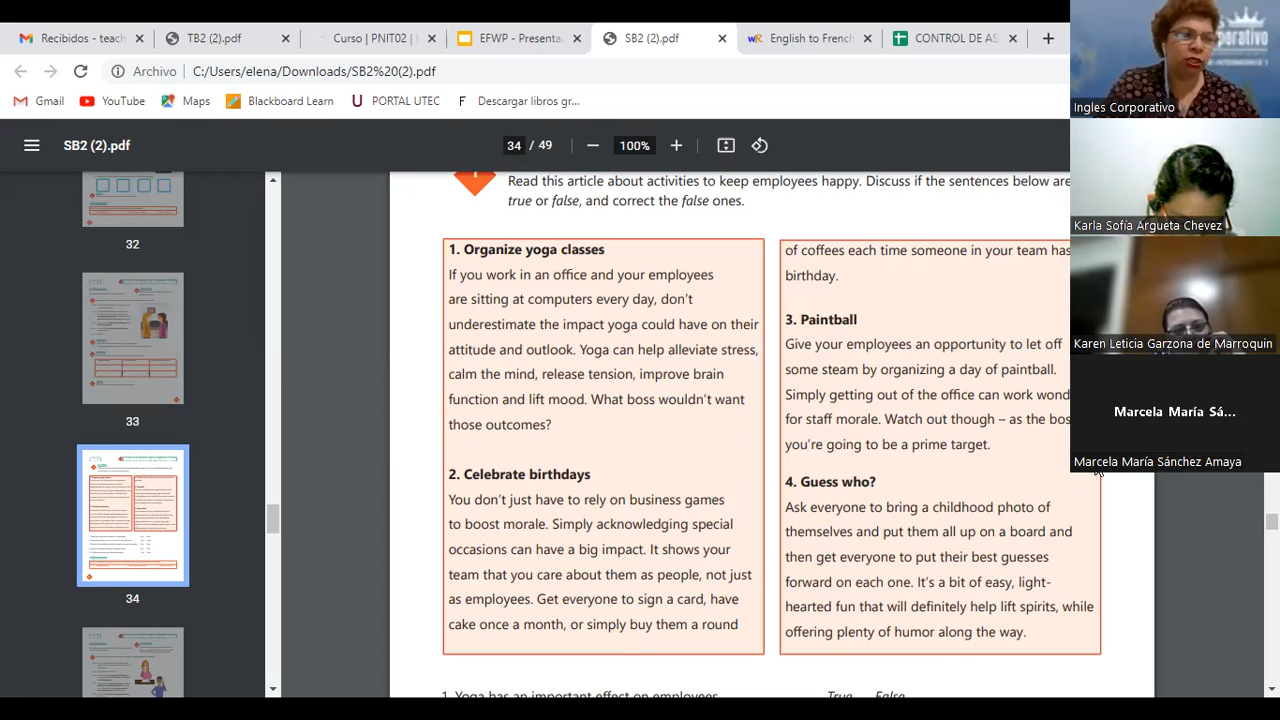 Recibidos - teach
TB2 (2).pdf
Curso | PNIT02 |
EFWP - Presenta
SB2 (2).pdf
English to French
CONTROL DE AS
Archivo
C:/Users/elena/Downloads/SB2%20(2).pdf
Gmail
YouTube
Maps
Blackboard Learn
PORTAL UTEC
Descargar libros gr...
SB2 (2).pdf
34 / 49
100%
Ingles Corporativo
Karla Sofía Argueta Chevez
Karen Leticia Garzona de Marroquin
Marcela María Sá...
Marcela María Sánchez Amaya
32
33
34
Read this article about activities to keep employees happy. Discuss if the sentences below are
true or false, and correct the false ones.
1. Organize yoga classes
If you work in an office and your employees
are sitting at computers every day, don't
underestimate the impact yoga could have on their
attitude and outlook. Yoga can help alleviate stress,
calm the mind, release tension, improve brain
function and lift mood. What boss wouldn't want
those outcomes?
2. Celebrate birthdays
You don't just have to rely on business games
to boost morale. Simply acknowledging special
occasions can have a big impact. It shows your
team that you care about them as people, not just
as employees. Get everyone to sign a card, have
cake once a month, or simply buy them a round
of coffees each time someone in your team has
birthday.
3. Paintball
Give your employees an opportunity to let off
some steam by organizing a day of paintball.
Simply getting out of the office can work wond
for staff morale. Watch out though – as the bos
you're going to be a prime target.
4. Guess who?
Ask everyone to bring a childhood photo of
themselves and put them all up on a board and
then get everyone to put their best guesses
forward on each one. It's a bit of easy, light-
hearted fun that will definitely help lift spirits, while
offering plenty of humor along the way.
1. Yoga has an important effect on employees
True False